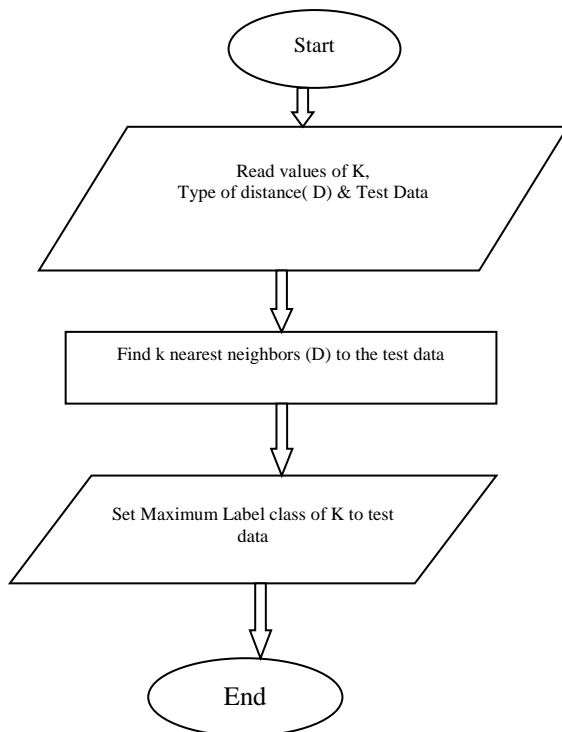 Start
Read values of K,
Type of distance( D) & Test Data
Find k nearest neighbors (D) to the test data
Set Maximum Label class of K to test
data
End